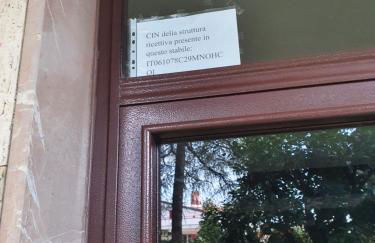 CIN della struttura
ricettiva presente in
questo stabile:
IT061078C29MNOHC
OI